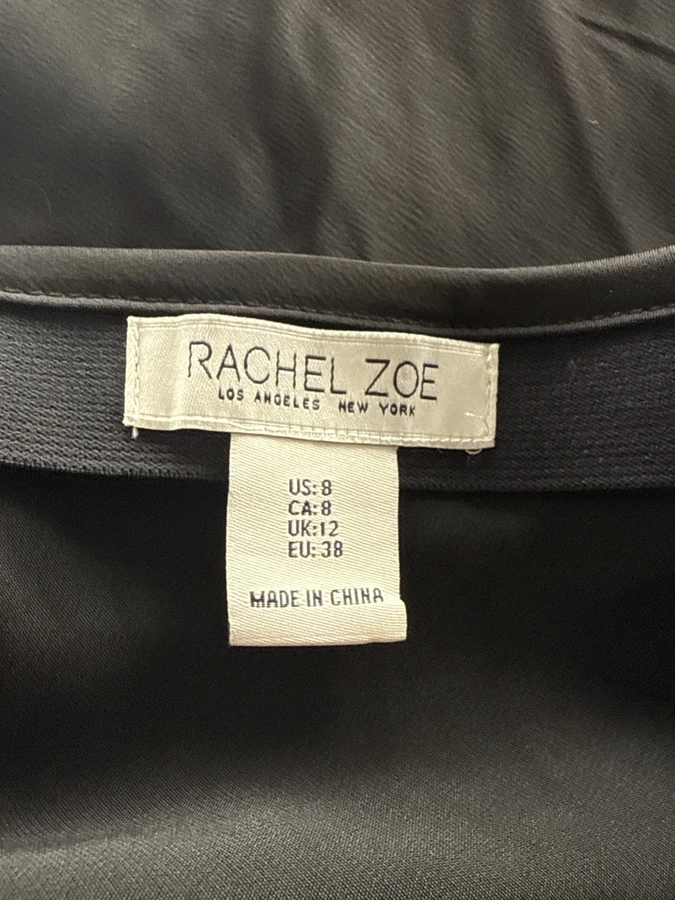 RACHEL ZOE
LOS ANGELES NEW YORK
US: 8
CA: 8
UK: 12
EU: 38
MADE IN CHINA